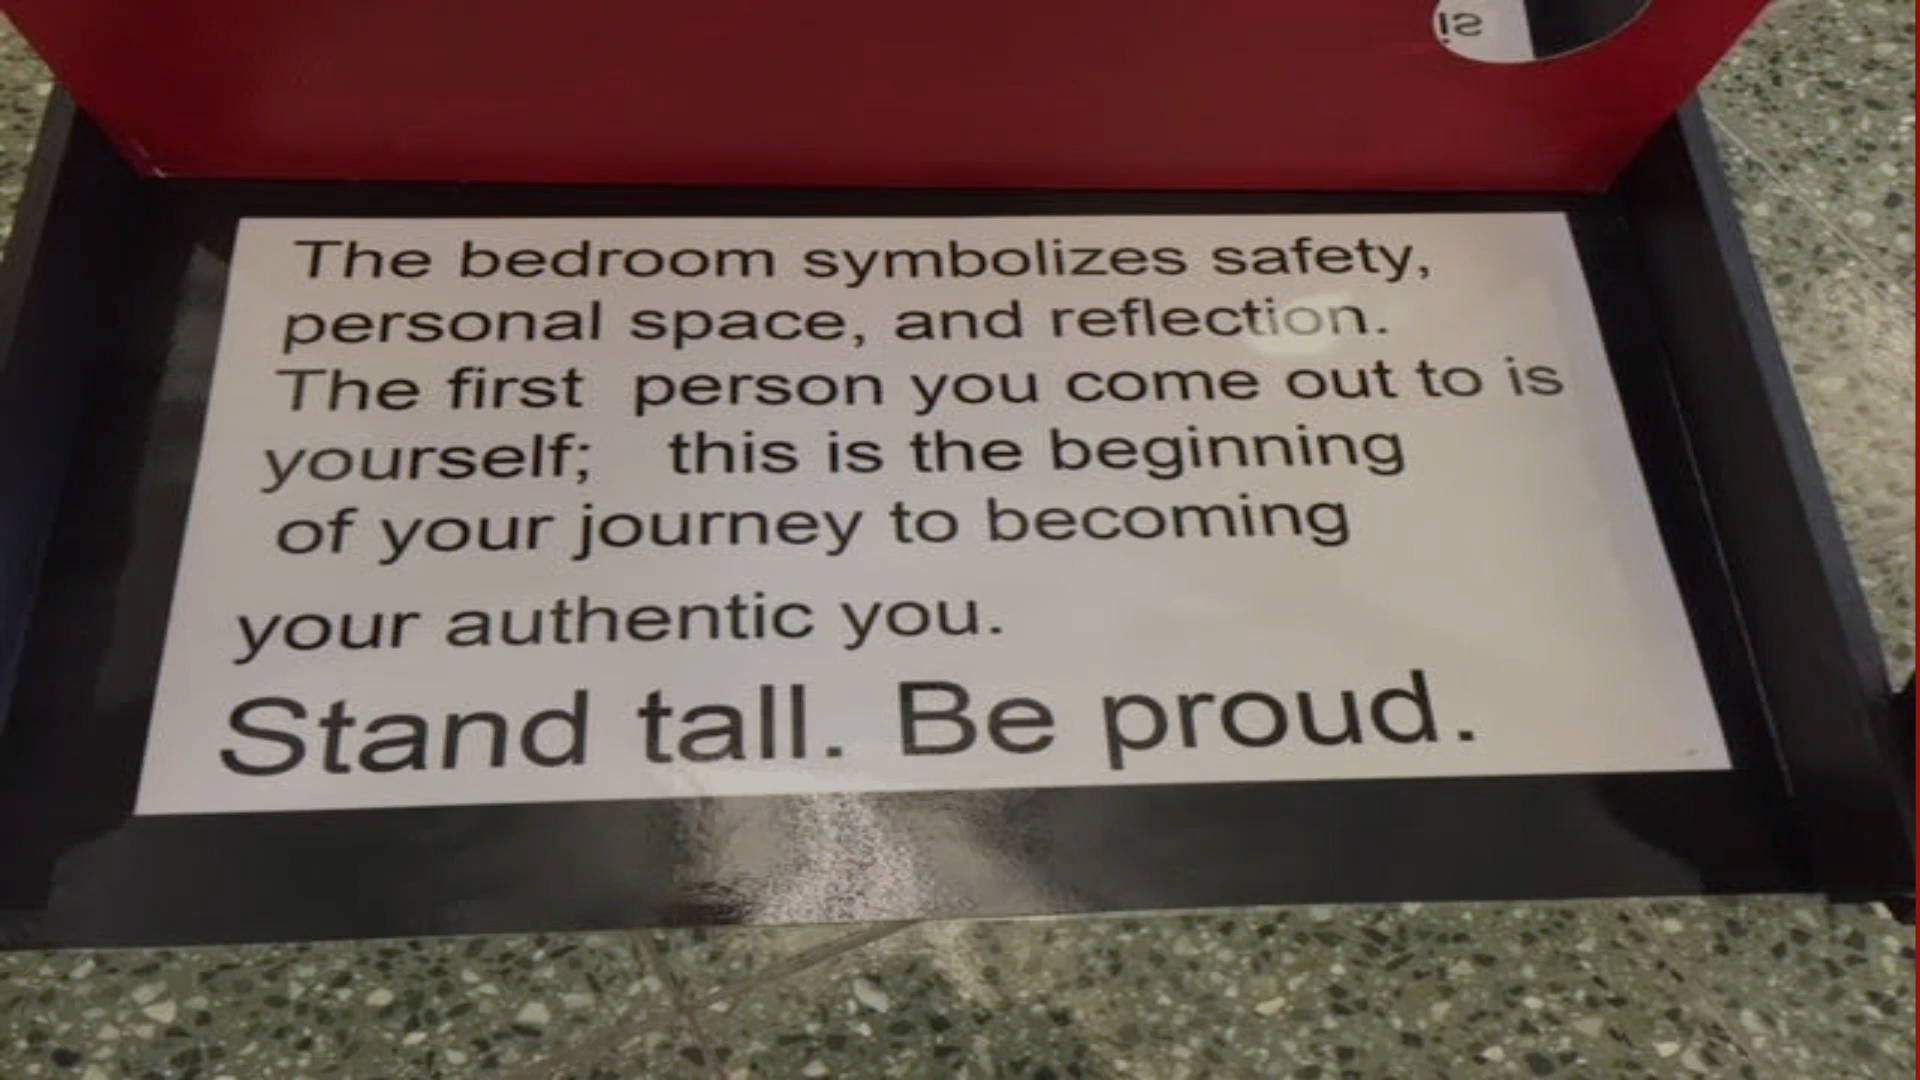 The bedroom symbolizes safety,
personal space, and reflection.
The first person you come out to is
yourself; this is the beginning
of your journey to becoming
your authentic you.
Stand tall. Be proud.